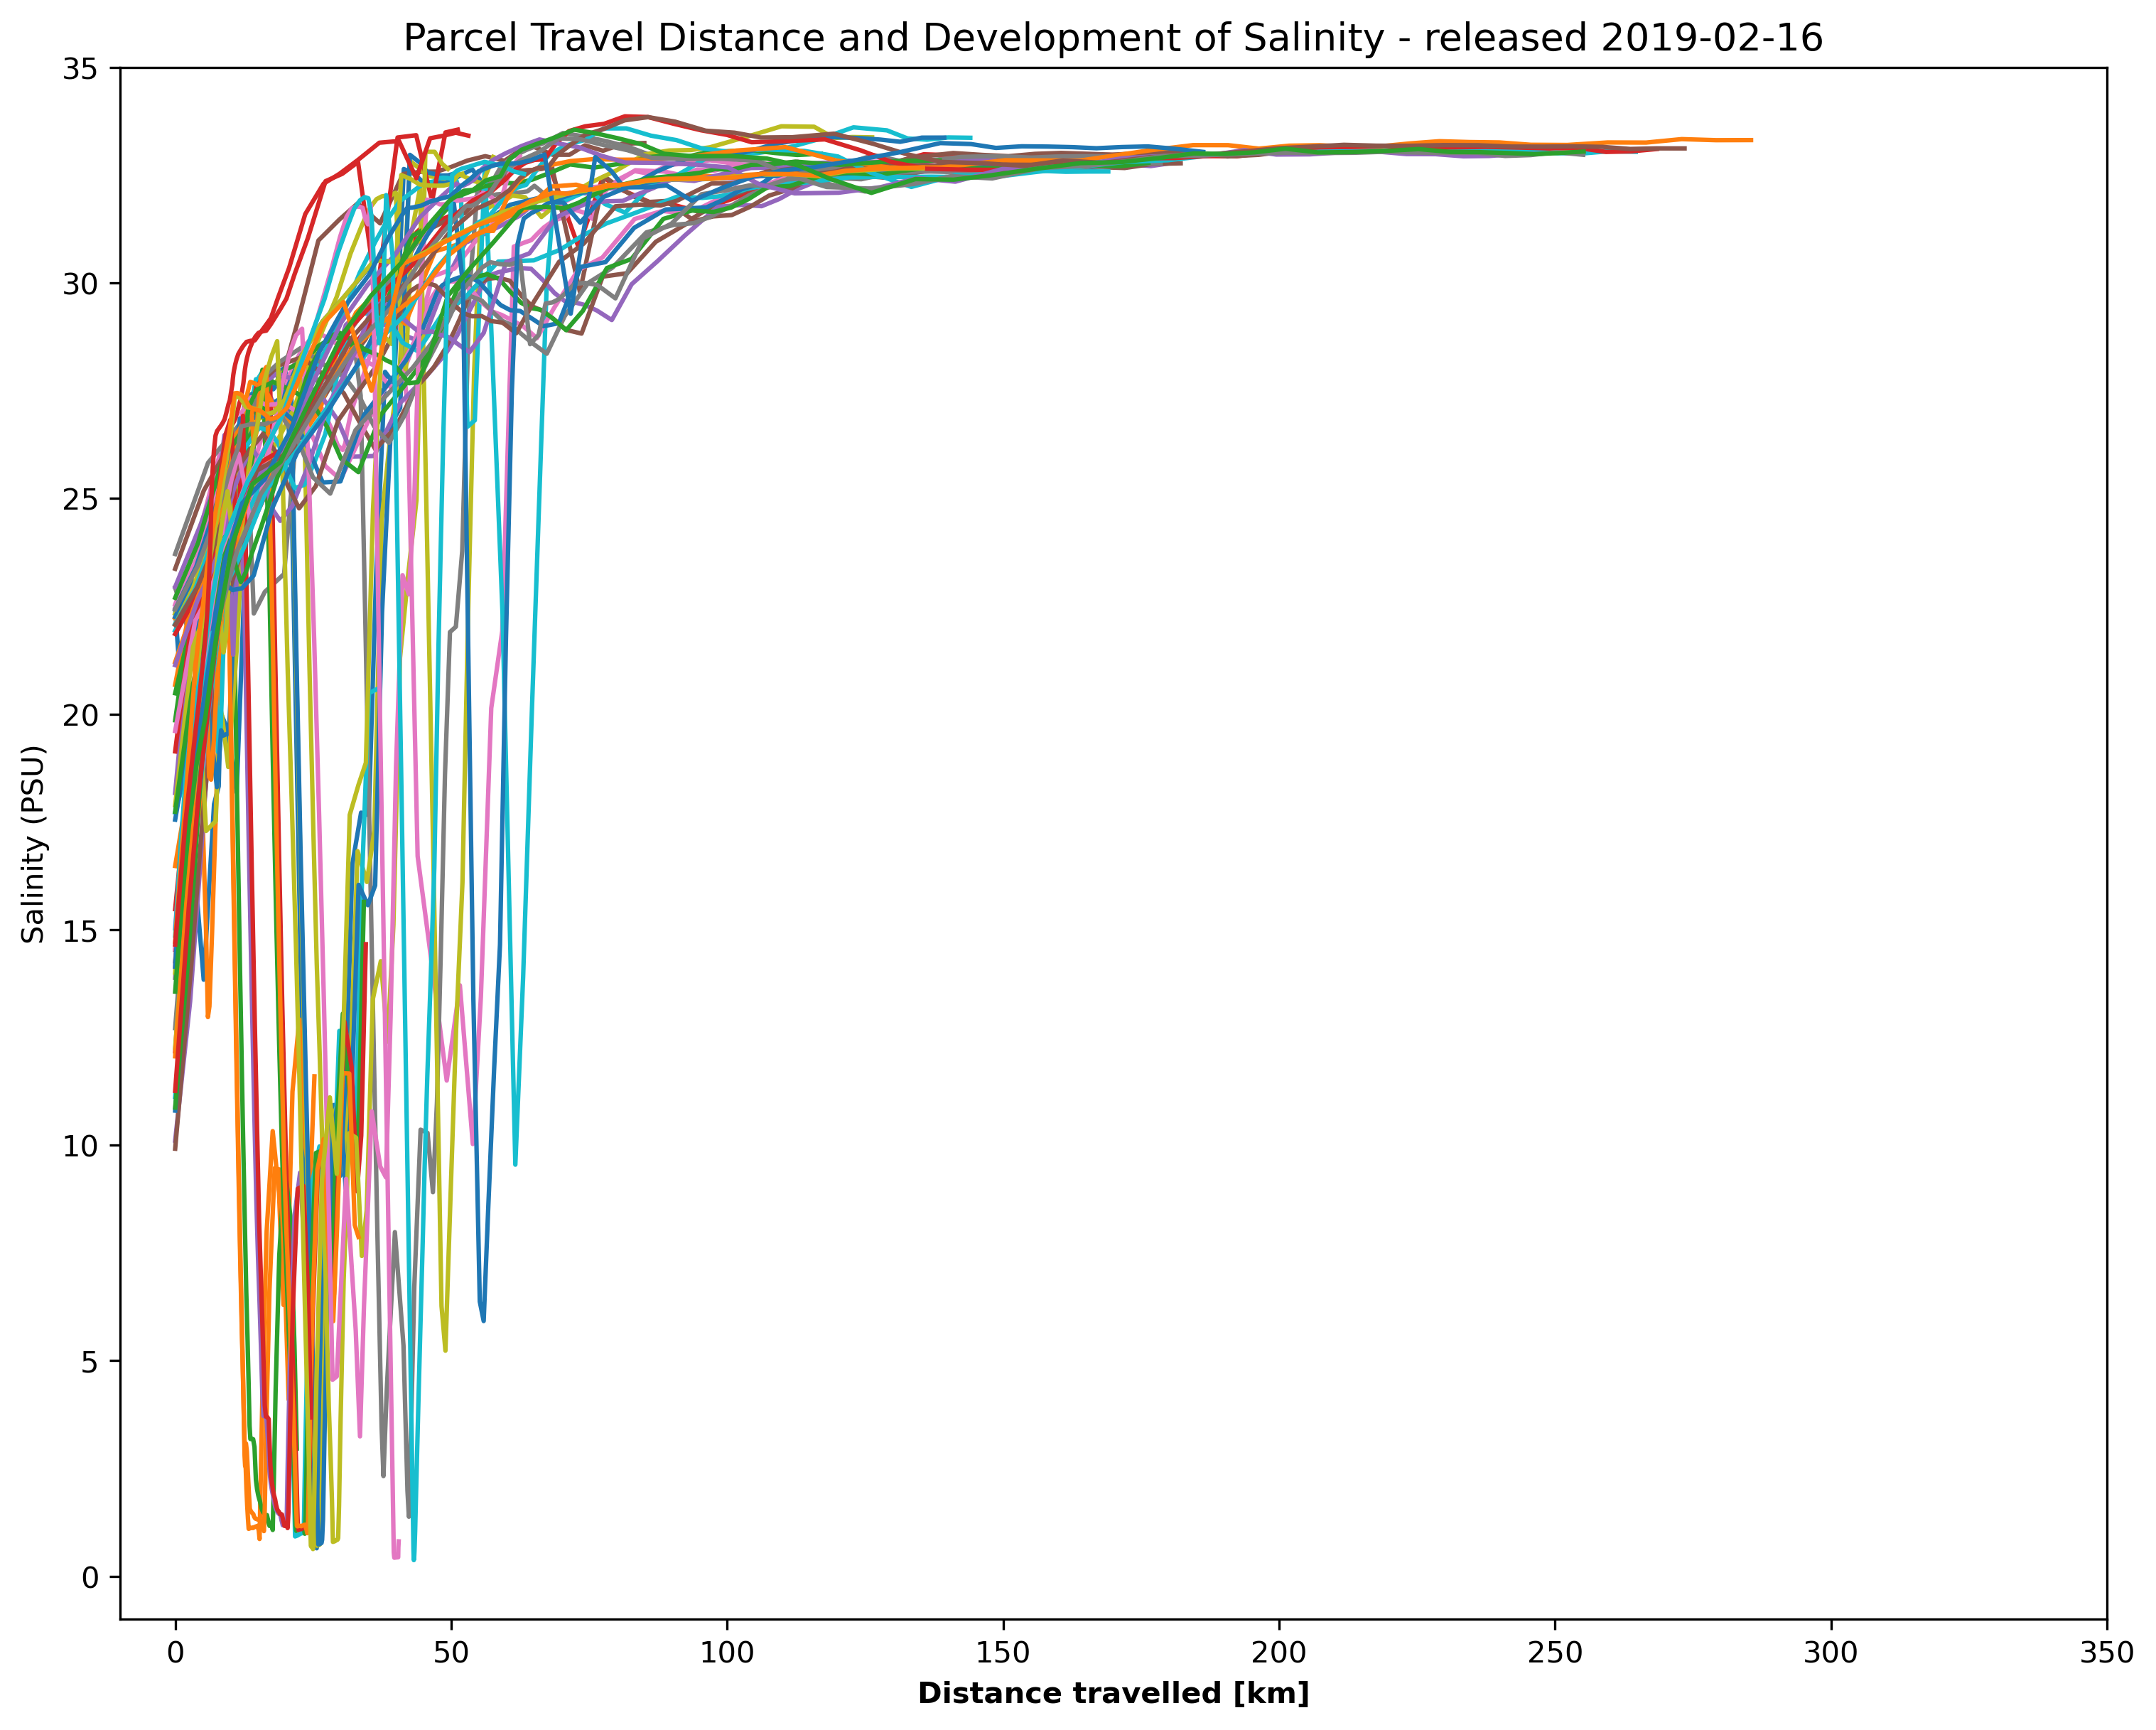 Parcel Travel Distance and Development of Salinity - released 2019-02-16
35
30
25
20
15
10
5
0
Salinity (PSU)
0 50 100 150 200 250 300 350
Distance travelled [km]